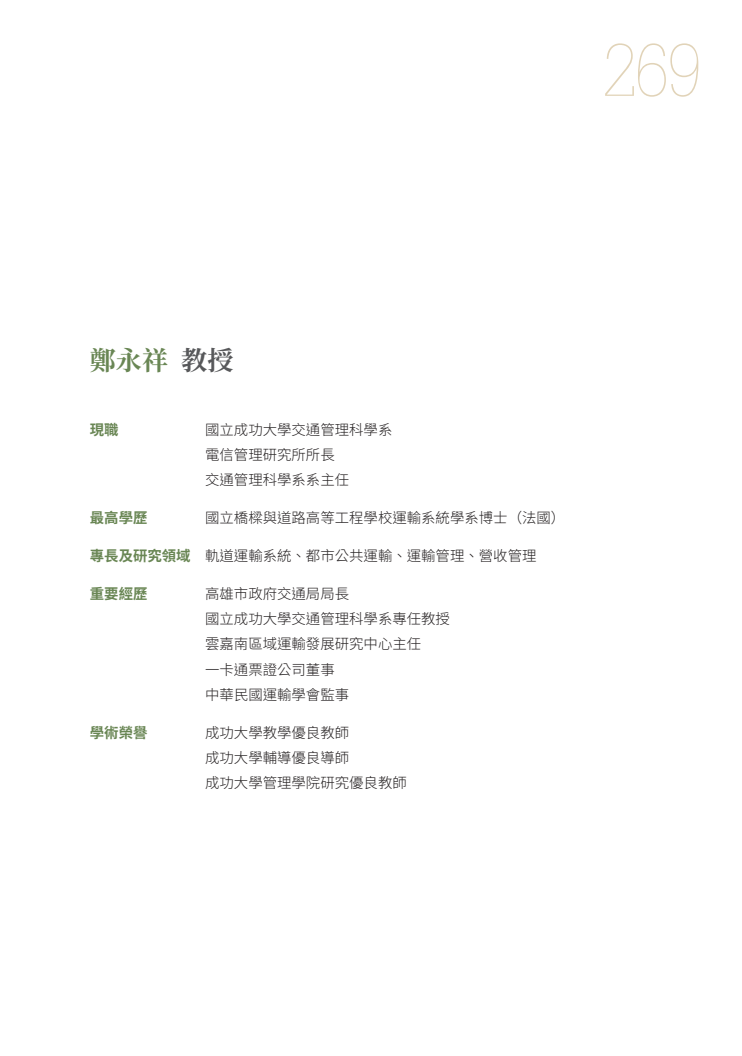 269
鄭永祥 教授
現職 國立成功大學交通管理科學系
電信管理研究所所長
交通管理科學系系主任
最高學歷 國立橋樑與道路高等工程學校運輸系統學系博士（法國）
專長及研究領域 軌道運輸系統、都市公共運輸、運輸管理、營收管理
重要經歷 高雄市政府交通局局長
國立成功大學交通管理科學系專任教授
雲嘉南區域運輸發展研究中心主任
一卡通票證公司董事
中華民國運輸學會監事
學術榮譽 成功大學教學優良教師
成功大學輔導優良導師
成功大學管理學院研究優良教師